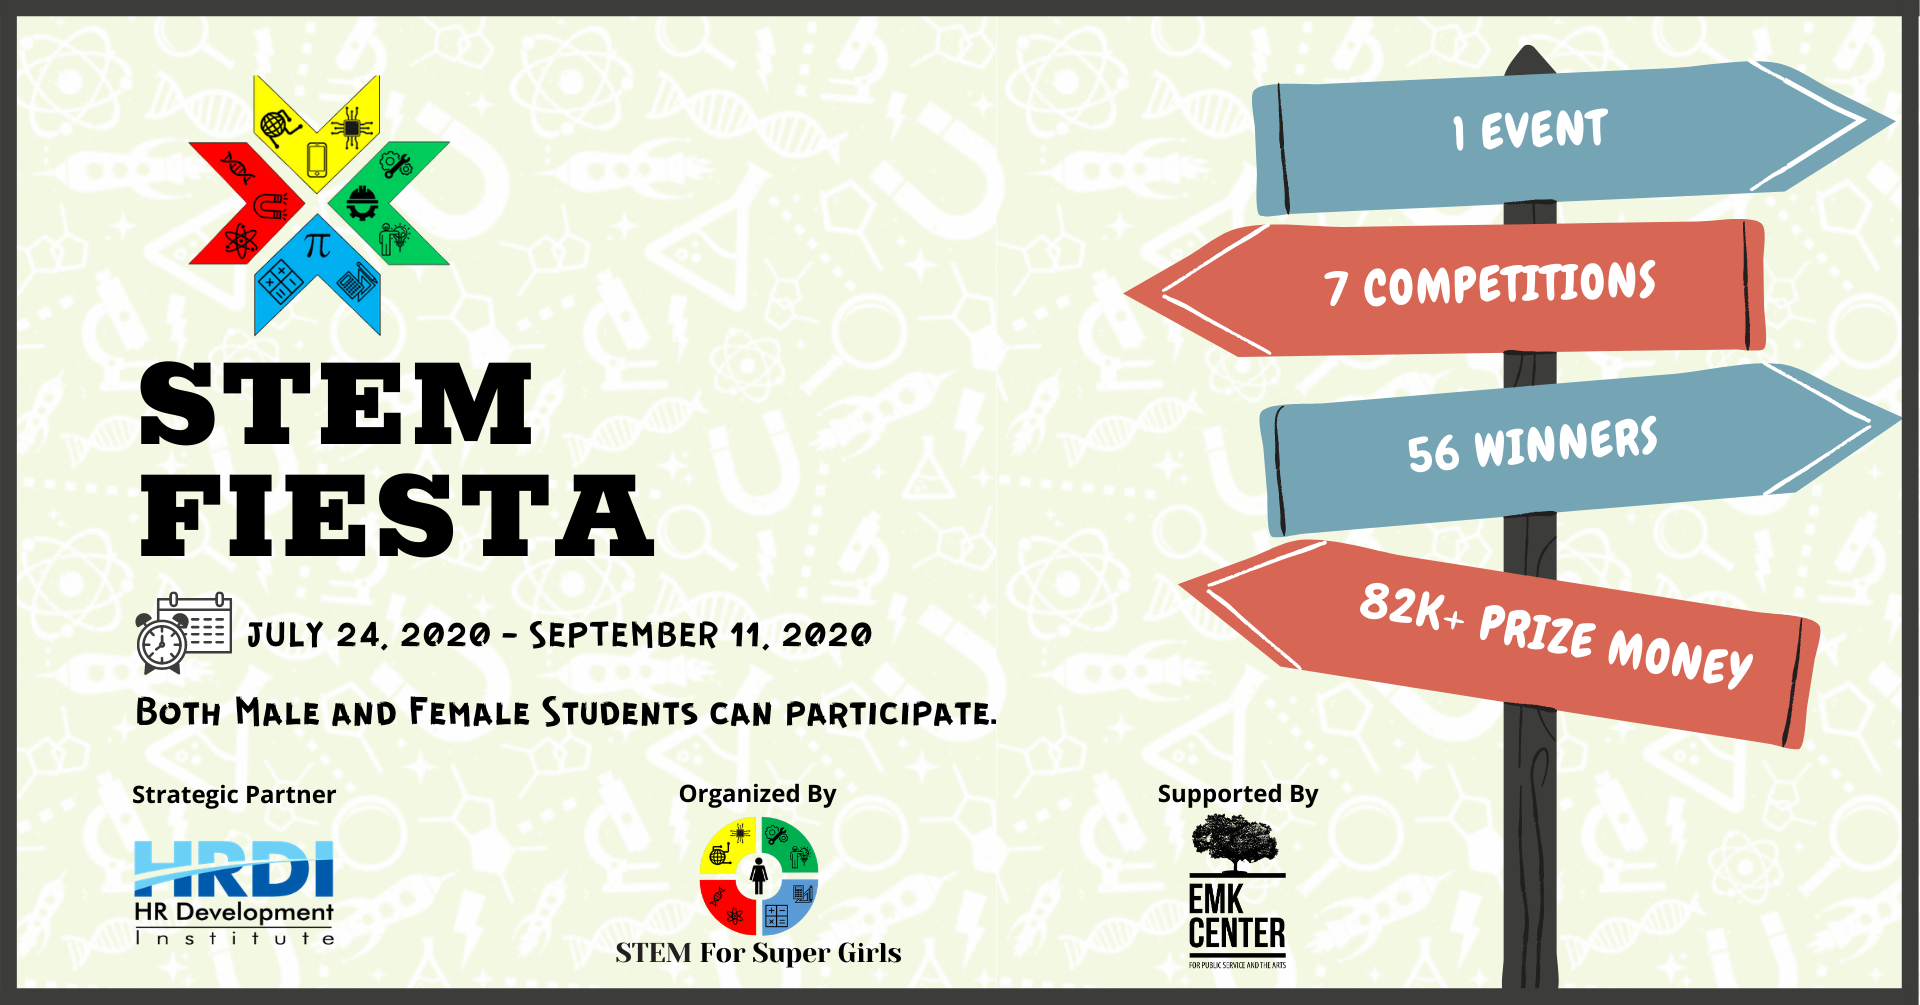 π
STEM
FIESTA
JULY 24, 2020 - SEPTEMBER 11, 2020
BOTH MALE AND FEMALE STUDENTS CAN PARTICIPATE.
1 EVENT
7 COMPETITIONS
56 WINNERS
82K+ PRIZE MONEY
Strategic Partner
HRDI
HR Development
Institute
Organized By
STEM For Super Girls
Supported By
EMK
CENTER
FOR PUBLIC SERVICE AND THE ARTS